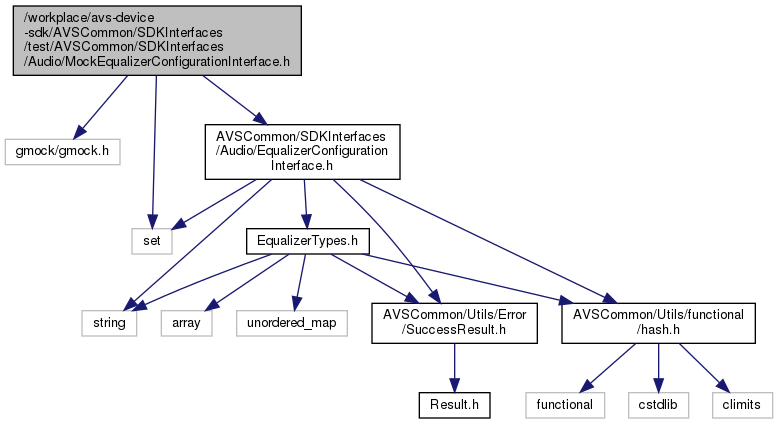 /workplace/avs-device
-sdk/AVSCommon/SDKInterfaces
/test/AVSCommon/SDKInterfaces
/Audio/MockEqualizerConfigurationInterface.h
gmock/gmock.h
AVSCommon/SDKInterfaces
/Audio/EqualizerConfiguration
Interface.h
set
EqualizerTypes.h
string
array
unordered_map
AVSCommon/Utils/Error
/SuccessResult.h
AVSCommon/Utils/functional
/hash.h
Result.h
functional
cstdlib
climits